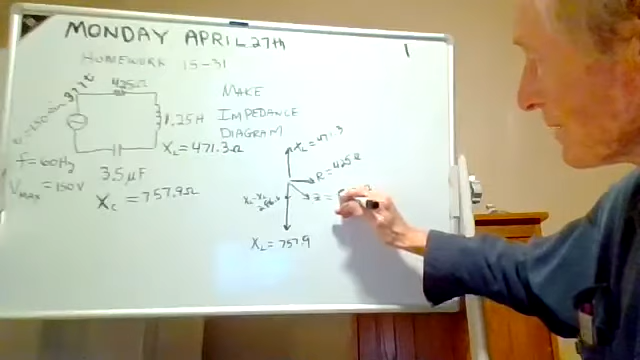 MONDAY APRIL 27th
1
HOMEWORK 15-31
425Ω
MAKE
IMPEDANCE
DIAGRAM
1.25H
XL = 471.3Ω
f = 60Hz
3.5µF
VMAX = 150V
XC = 757.9Ω
XL = 471.3
R = 425Ω
Z =
XL = 757.9